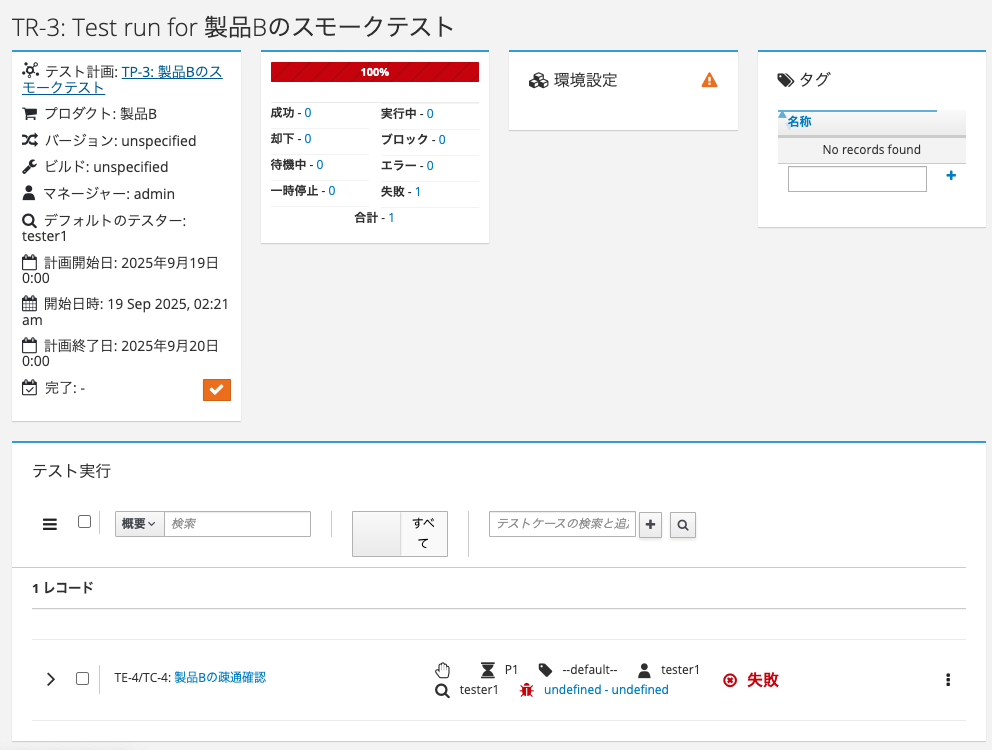 TR-3: Test run for 製品Bのスモークテスト
テスト計画: TP-3: 製品Bのス
モークテスト
プロダクト: 製品B
バージョン: unspecified
ビルド: unspecified
マネージャー: admin
デフォルトのテスター:
tester1
計画開始日: 2025年9月19日
0:00
開始日時: 19 Sep 2025, 02:21
am
計画終了日: 2025年9月20日
0:00
完了: -
100%
成功 - 0
実行中 - 0
却下 - 0
ブロック - 0
待機中 - 0
エラー - 0
一時停止 - 0
失敗 - 1
合計 - 1
環境設定
タグ
名称
No records found
テスト実行
概要
検索
すべ
て
テストケースの検索と追
1 レコード
TE-4/TC-4: 製品Bの疎通確認
P1
--default--
tester1
tester1
undefined - undefined
失敗